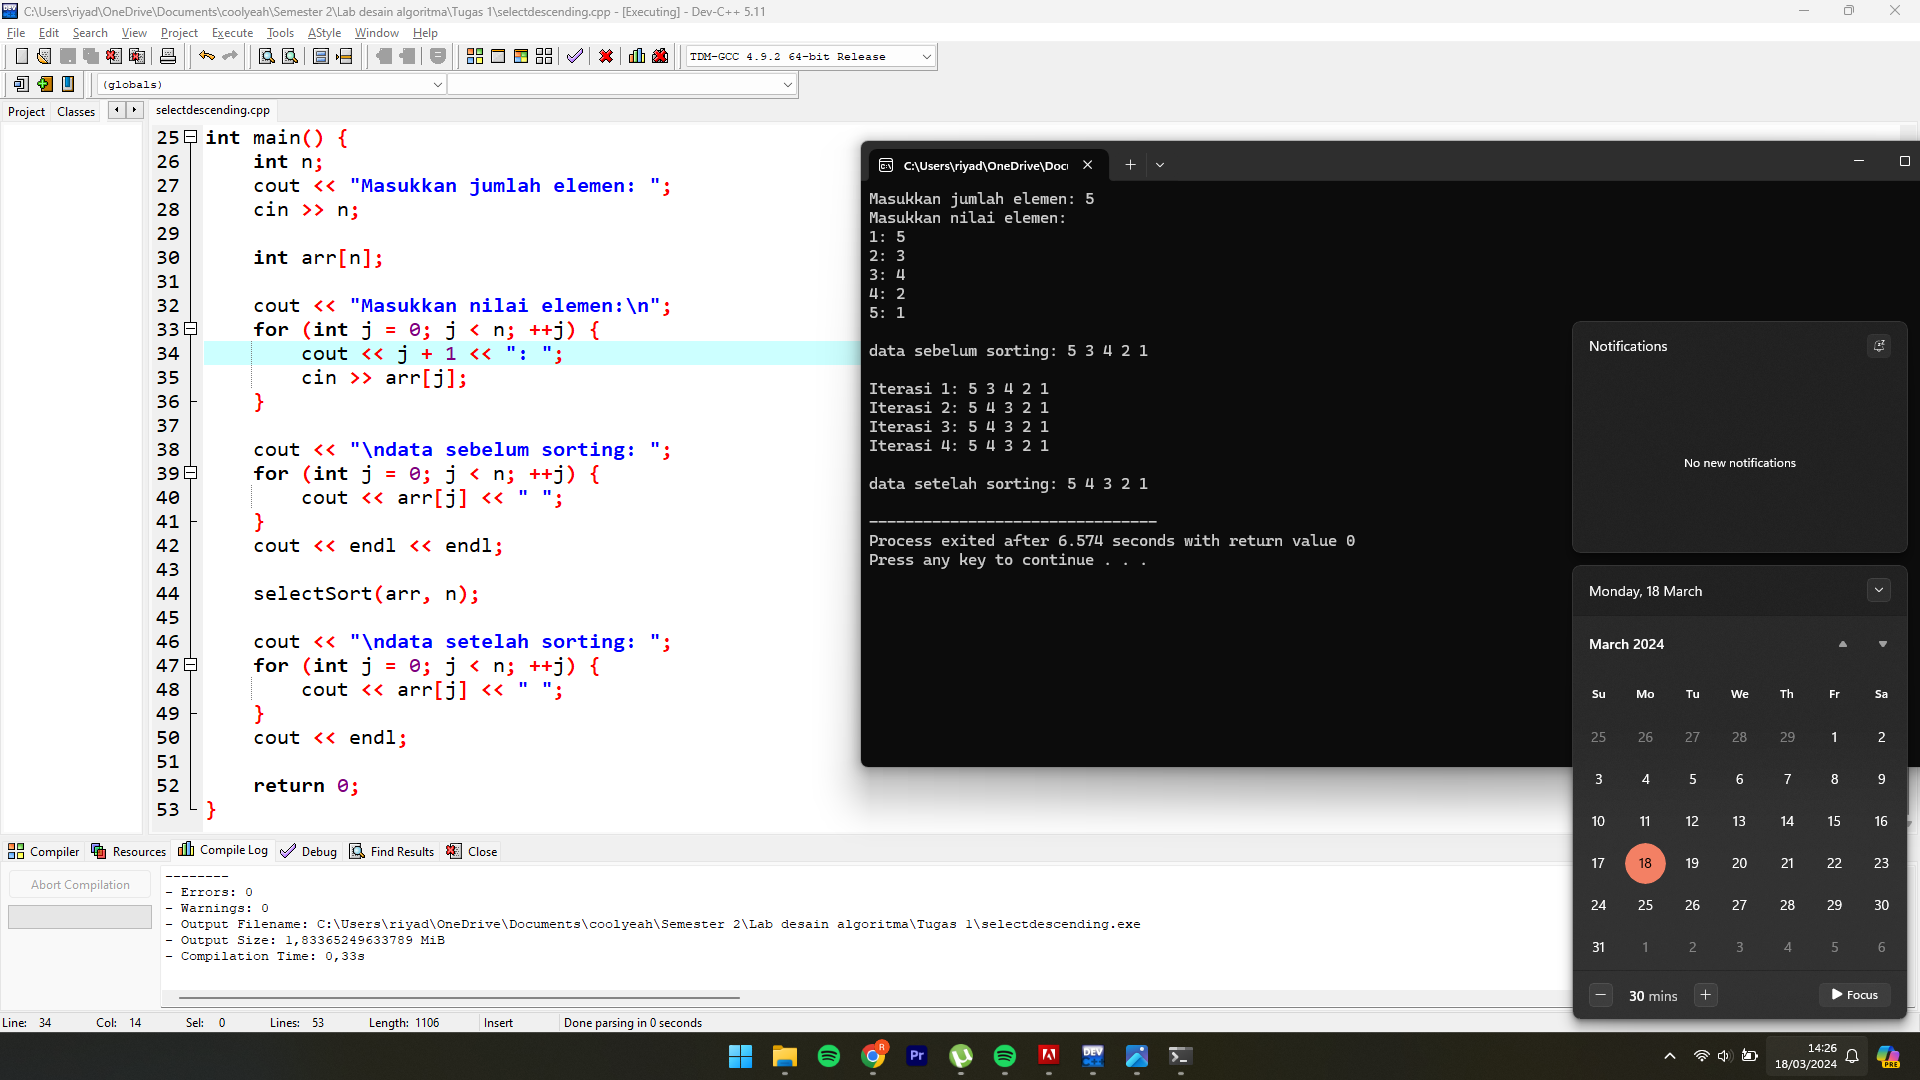 C:\Users\riyad\OneDrive\Documents\coolyeah\Semester 2\Lab desain algoritma\Tugas 1\selectdescending.cpp - [Executing] - Dev-C++ 5.11
File Edit Search View Project Execute Tools AStyle Window Help
TDM-GCC 4.9.2 64-bit Release
(globals)
Project Classes
selectdescending.cpp
25 int main() {
26 int n;
27 cout << "Masukkan jumlah elemen: ";
28 cin >> n;
29
30 int arr[n];
31
32 cout << "Masukkan nilai elemen:\n";
33 for (int j = 0; j < n; ++j) {
34 cout << j + 1 << ": ";
35 cin >> arr[j];
36 }
37
38 cout << "\ndata sebelum sorting: ";
39 for (int j = 0; j < n; ++j) {
40 cout << arr[j] << " ";
41 }
42 cout << endl << endl;
43
44 selectSort(arr, n);
45
46 cout << "\ndata setelah sorting: ";
47 for (int j = 0; j < n; ++j) {
48 cout << arr[j] << " ";
49 }
50 cout << endl;
51
52 return 0;
53 }
C:\Users\riyad\OneDrive\Docu
Masukkan jumlah elemen: 5
Masukkan nilai elemen:
1: 5
2: 3
3: 4
4: 2
5: 1
data sebelum sorting: 5 3 4 2 1
Iterasi 1: 5 3 4 2 1
Iterasi 2: 5 4 3 2 1
Iterasi 3: 5 4 3 2 1
Iterasi 4: 5 4 3 2 1
data setelah sorting: 5 4 3 2 1
--------------------------------
Process exited after 6.574 seconds with return value 0
Press any key to continue . . .
Notifications
No new notifications
Monday, 18 March
March 2024
Su Mo Tu We Th Fr Sa
25 26 27 28 29 1 2
3 4 5 6 7 8 9
10 11 12 13 14 15 16
17 18 19 20 21 22 23
24 25 26 27 28 29 30
31 1 2 3 4 5 6
30 mins
Focus
Compiler Resources Compile Log Debug Find Results Close
Abort Compilation
--------
- Errors: 0
- Warnings: 0
- Output Filename: C:\Users\riyad\OneDrive\Documents\coolyeah\Semester 2\Lab desain algoritma\Tugas 1\selectdescending.exe
- Output Size: 1,83365249633789 MiB
- Compilation Time: 0,33s
Line: 34 Col: 14 Sel: 0 Lines: 53 Length: 1106 Insert Done parsing in 0 seconds
R
Pr
DEV
14:26
18/03/2024
PRE